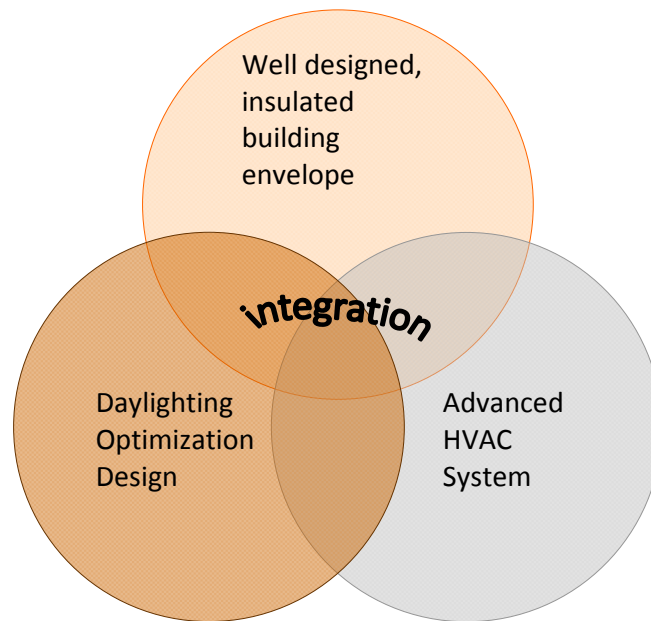 Well designed,
insulated
building
envelope
integration
Daylighting
Optimization
Design
Advanced
HVAC
System